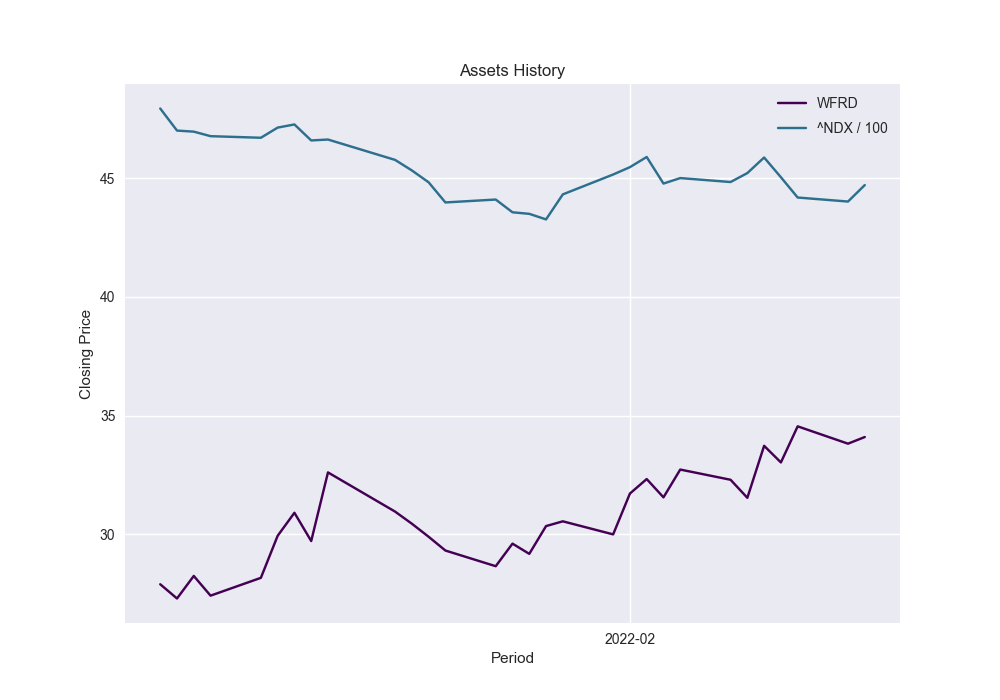 Assets History
WFRD
^NDX / 100
45
40
35
30
Closing Price
2022-02
Period